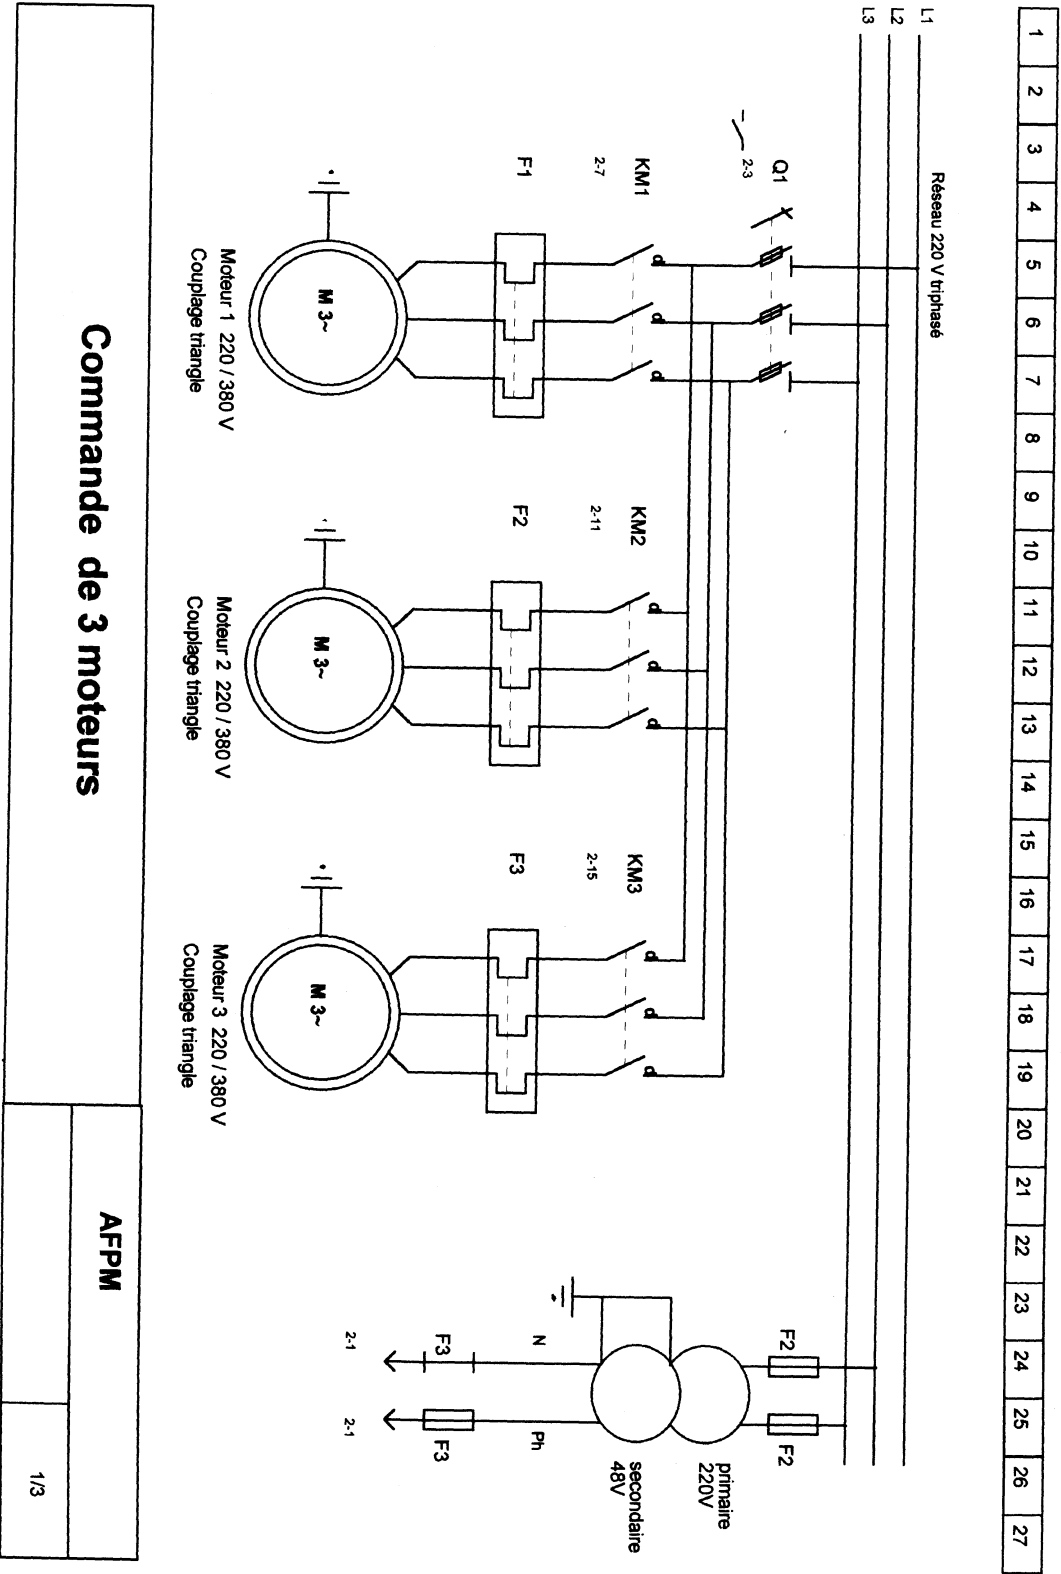 1 2 3 4 5 6 7 8 9 10 11 12 13 14 15 16 17 18 19 20 21 22 23 24 25 26 27
L1
L2
L3
Réseau 220 V triphasé
Q1
2-3
KM1
2-7
KM2
2-11
KM3
2-15
F1
F2
F3
M 3~
M 3~
M 3~
Moteur 1 220 / 380 V
Couplage triangle
Moteur 2 220 / 380 V
Couplage triangle
Moteur 3 220 / 380 V
Couplage triangle
F2
F2
primaire
220V
secondaire
48V
N
Ph
F3
F3
2-1
2-1
Commande de 3 moteurs
AFPM
1/3